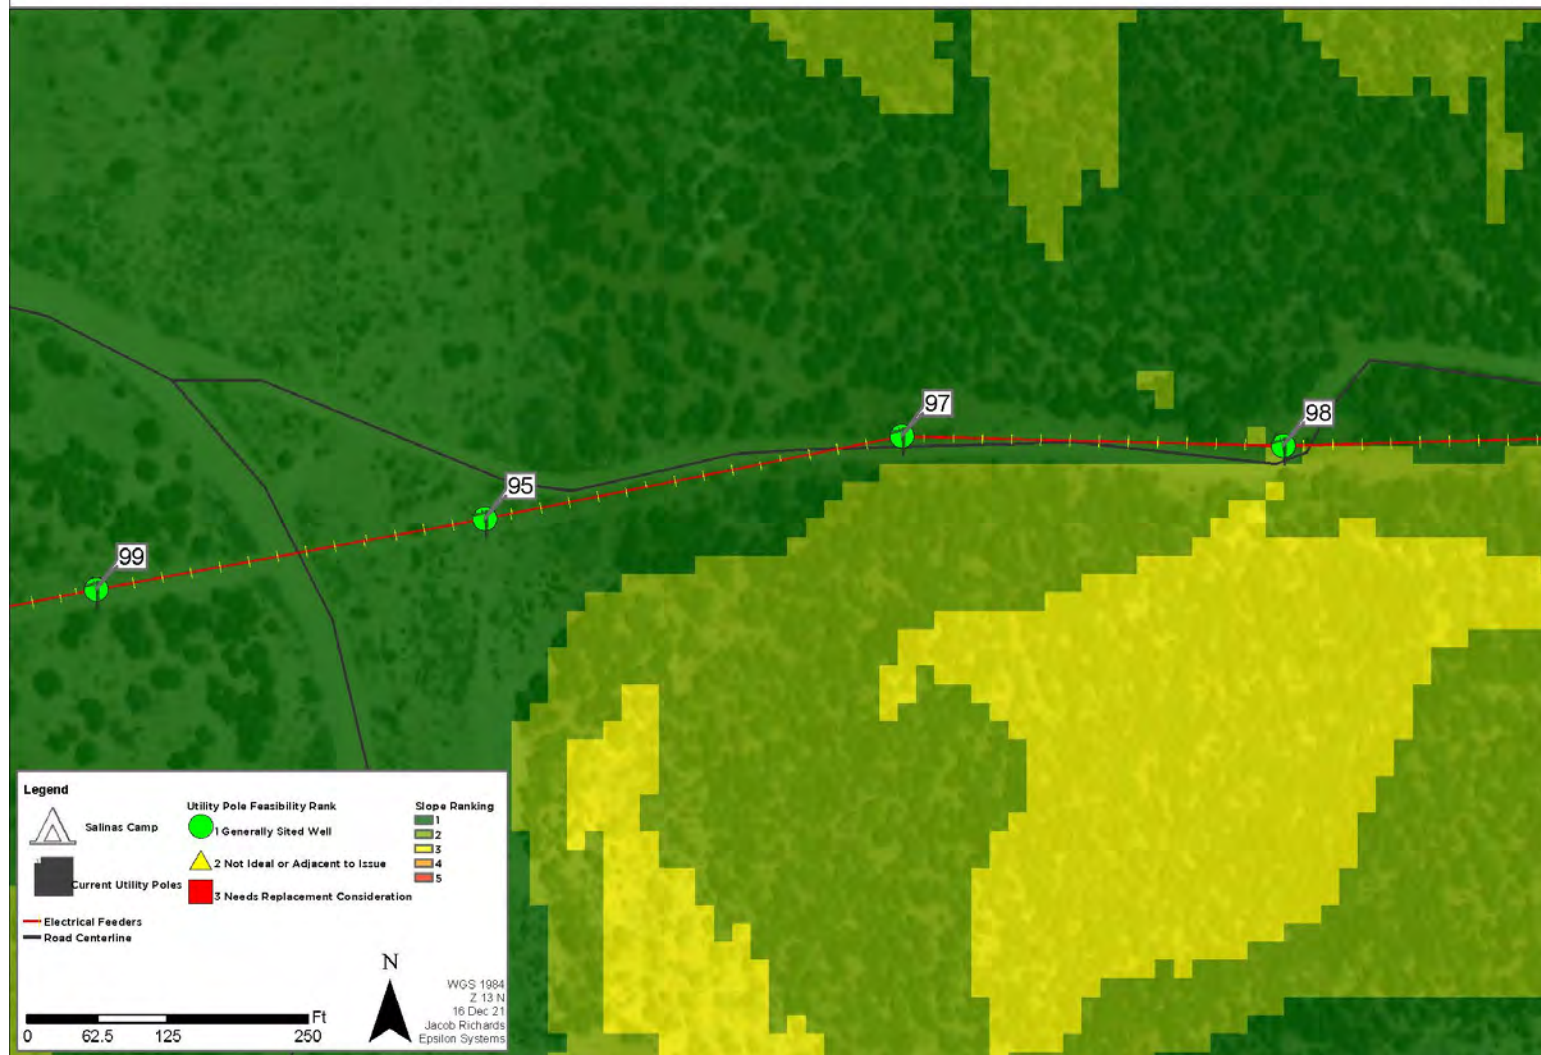 97
98
95
99
Legend
Salinas Camp
Current Utility Poles
Electrical Feeders
Road Centerline
Utility Pole Feasibility Rank
1 Generally Sited Well
2 Not Ideal or Adjacent to Issue
3 Needs Replacement Consideration
Slope Ranking
1
2
3
4
5
N
WGS 1984
Z 13 N
16 Dec 21
Jacob Richards
Epsilon Systems
Ft
0 62.5 125 250